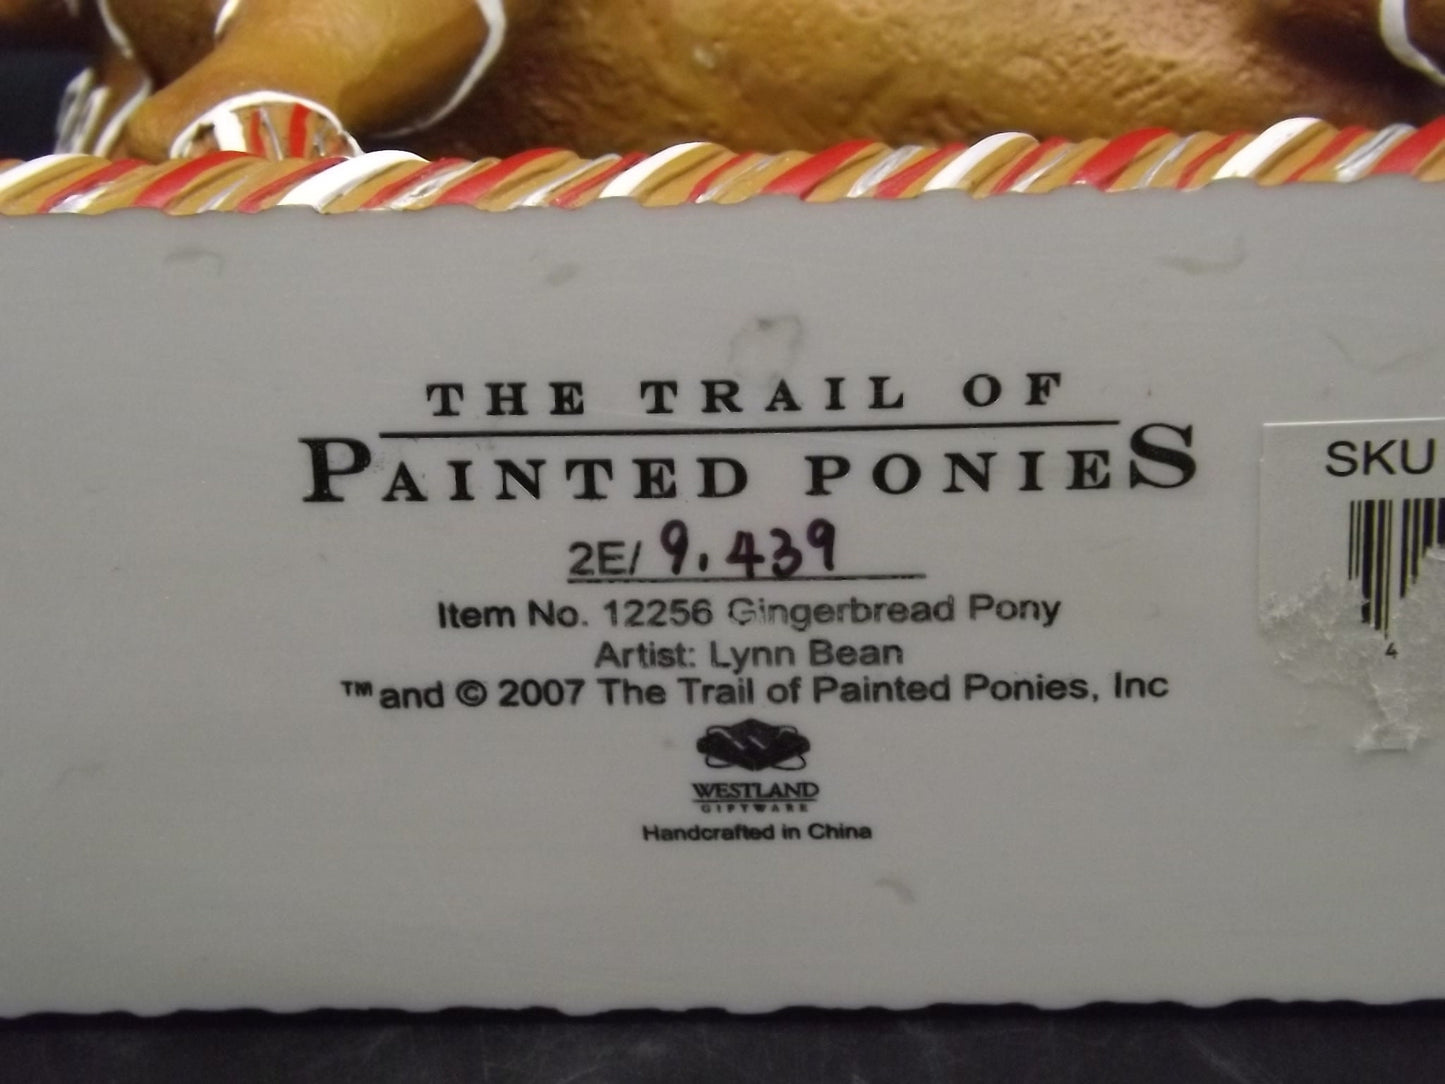 THE TRAIL OF
PAINTED PONIES
2E/ 9.439
Item No. 12256 Gingerbread Pony
Artist: Lynn Bean
™ and © 2007 The Trail of Painted Ponies, Inc
WESTLAND
GIFTWARE
Handcrafted in China
SKU
4